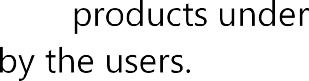 products under
by the users.